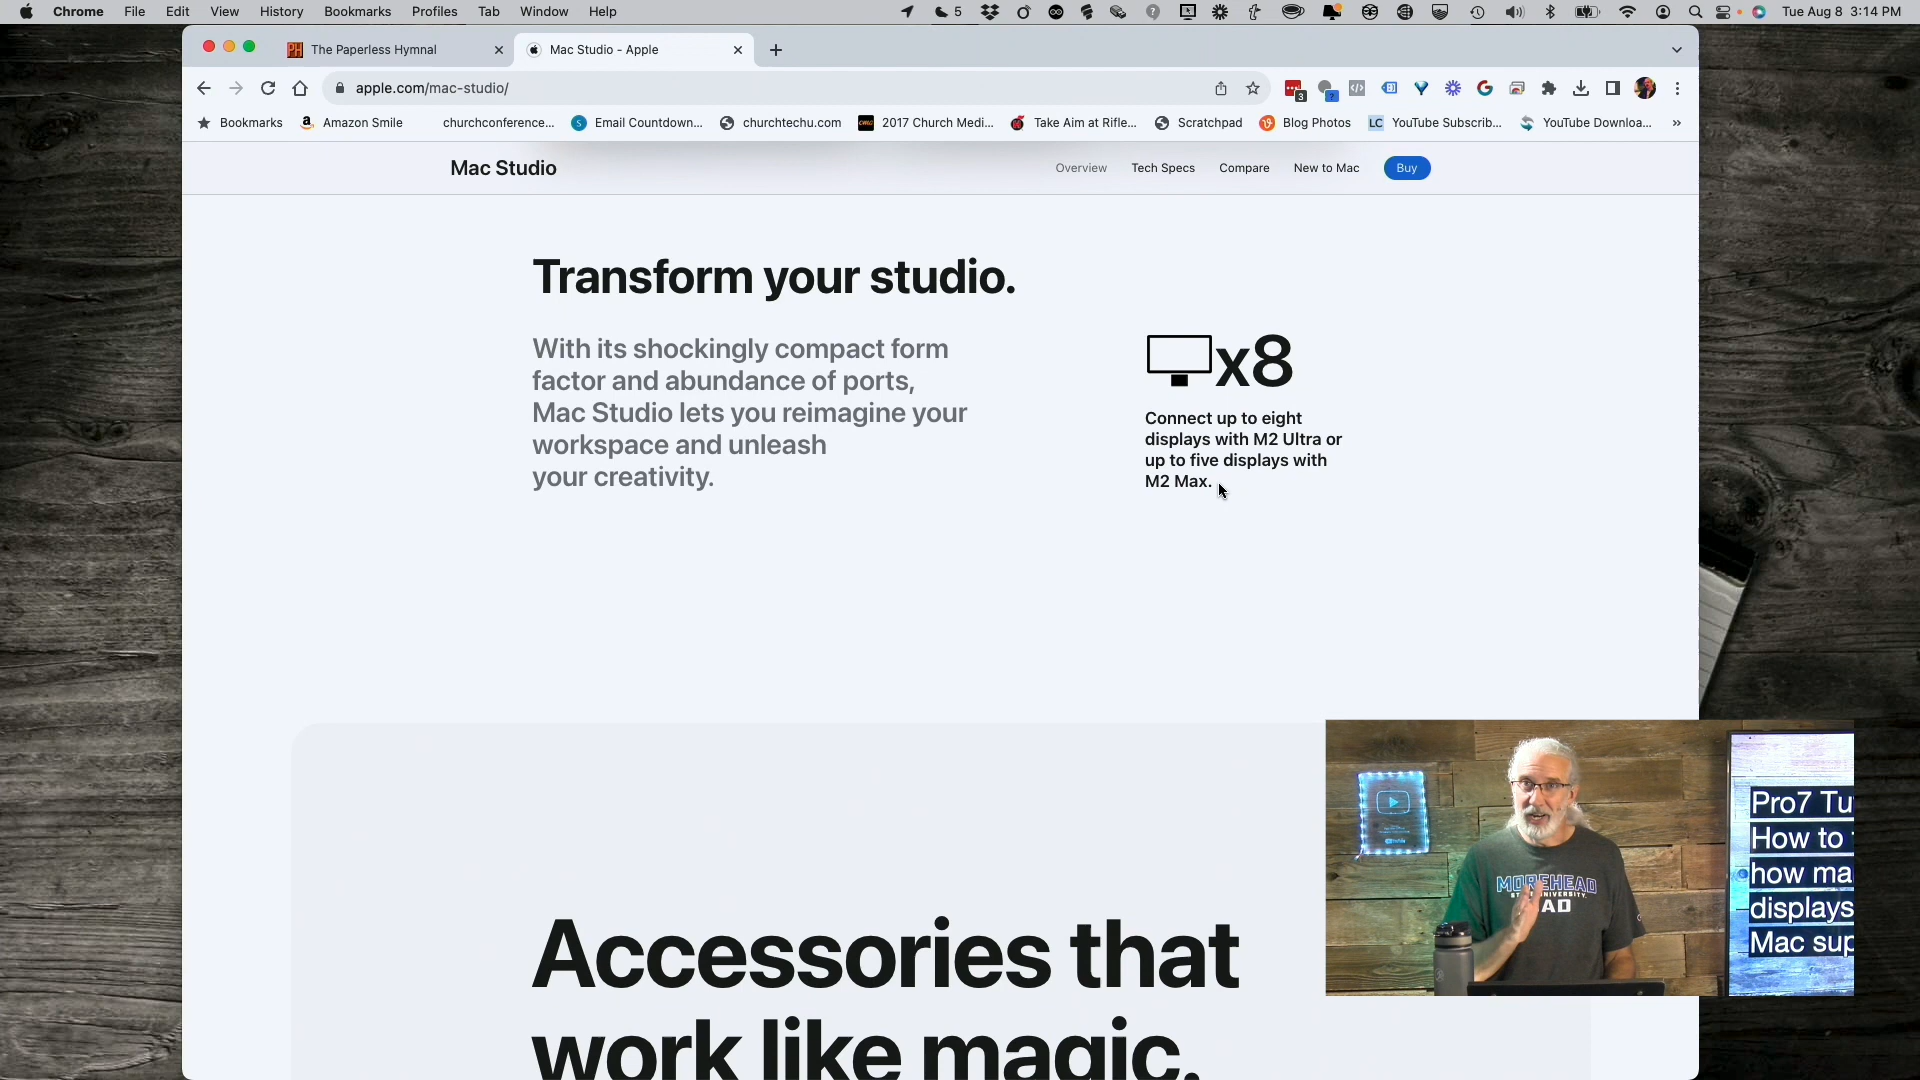 Chrome File Edit View History Bookmarks Profiles Tab Window Help 5 Tue Aug 8 3:14 PM
The Paperless Hymnal Mac Studio - Apple
apple.com/mac-studio/
Bookmarks Amazon Smile churchconference... Email Countdown... churchtechu.com 2017 Church Medi... Take Aim at Rifle... Scratchpad Blog Photos LC YouTube Subscrib... YouTube Downloa... »
Mac Studio Overview Tech Specs Compare New to Mac Buy
Transform your studio.
With its shockingly compact form
factor and abundance of ports,
Mac Studio lets you reimagine your
workspace and unleash
your creativity.
x8
Connect up to eight
displays with M2 Ultra or
up to five displays with
M2 Max.
Accessories that
work like magic.
Pro7 Tu
How to
how ma
displays
Mac sup
MOREHEAD
UNIVERSITY
AD